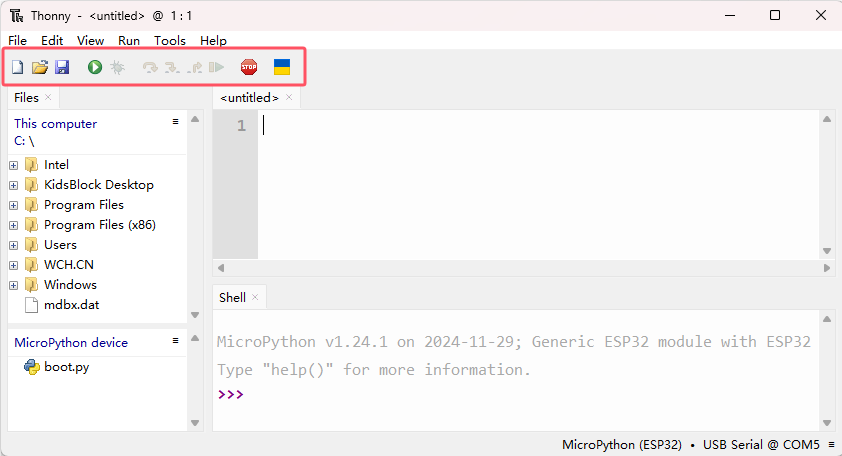 Thonny - <untitled> @ 1 : 1
File Edit View Run Tools Help
STOP
Files
This computer
C: \
Intel
KidsBlock Desktop
Program Files
Program Files (x86)
Users
WCH.CN
Windows
mdbx.dat
MicroPython device
boot.py
<untitled>
1
Shell
MicroPython v1.24.1 on 2024-11-29; Generic ESP32 module with ESP32
Type "help()" for more information.
>>>
MicroPython (ESP32) • USB Serial @ COM5